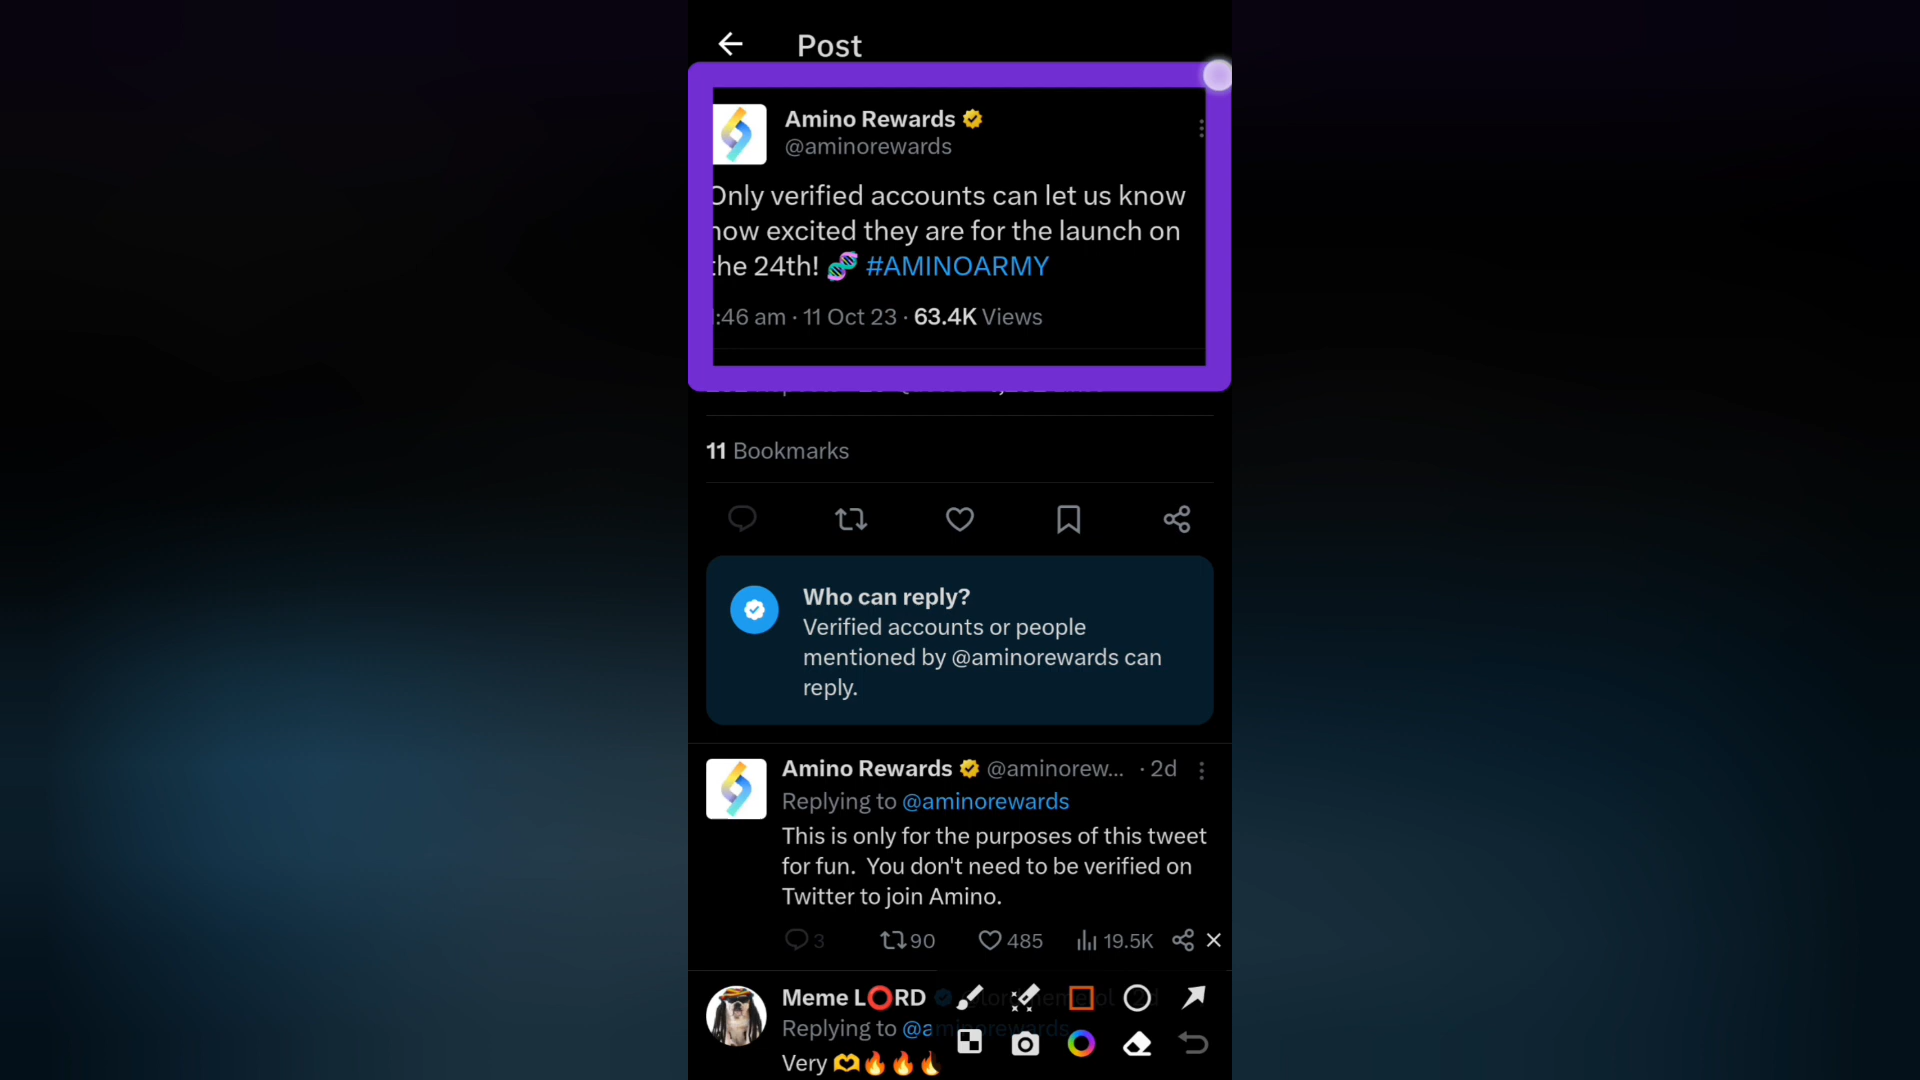 Post
Amino Rewards
@aminorewards
Only verified accounts can let us know
how excited they are for the launch on
the 24th! 🧬 #AMINOARMY
:46 am · 11 Oct 23 · 63.4K Views
11 Bookmarks
Who can reply?
Verified accounts or people
mentioned by @aminorewards can
reply.
Amino Rewards @aminorew... · 2d
Replying to @aminorewards
This is only for the purposes of this tweet
for fun. You don't need to be verified on
Twitter to join Amino.
3 90 485 19.5K
Meme L⭕RD
Replying to @aminorewards
Very 🫶🔥🔥🔥